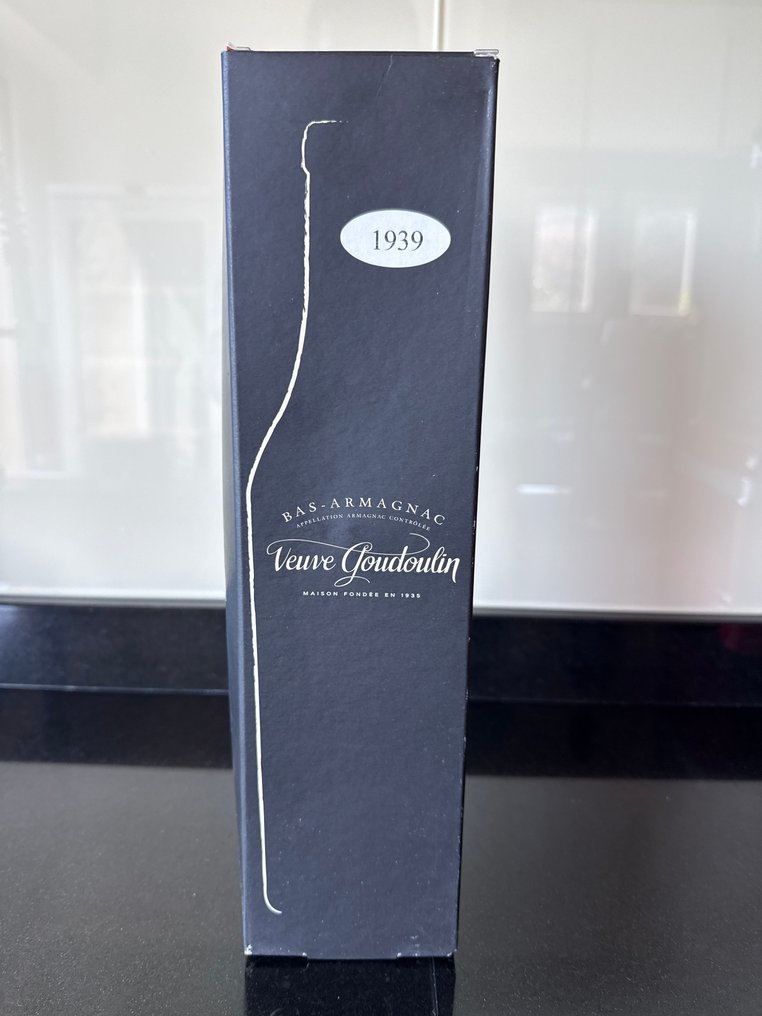 1939
BAS-ARMAGNAC
APPELLATION ARMAGNAC CONTRÔLÉE
Veuve Goudoulin
MAISON FONDÉE EN 1935